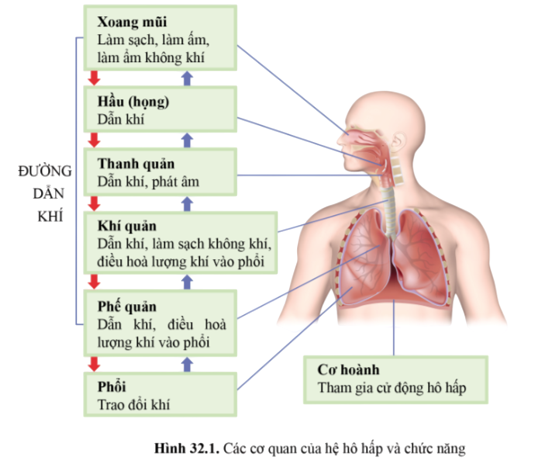 Xoang mũi
Làm sạch, làm ấm,
làm ẩm không khí
Hầu (họng)
Dẫn khí
Thanh quản
Dẫn khí, phát âm
ĐƯỜNG
DẪN
KHÍ
Khí quản
Dẫn khí, làm sạch không khí,
điều hoà lượng khí vào phổi
Phế quản
Dẫn khí, điều hoà
lượng khí vào phổi
Phổi
Trao đổi khí
Cơ hoành
Tham gia cử động hô hấp
Hình 32.1. Các cơ quan của hệ hô hấp và chức năng